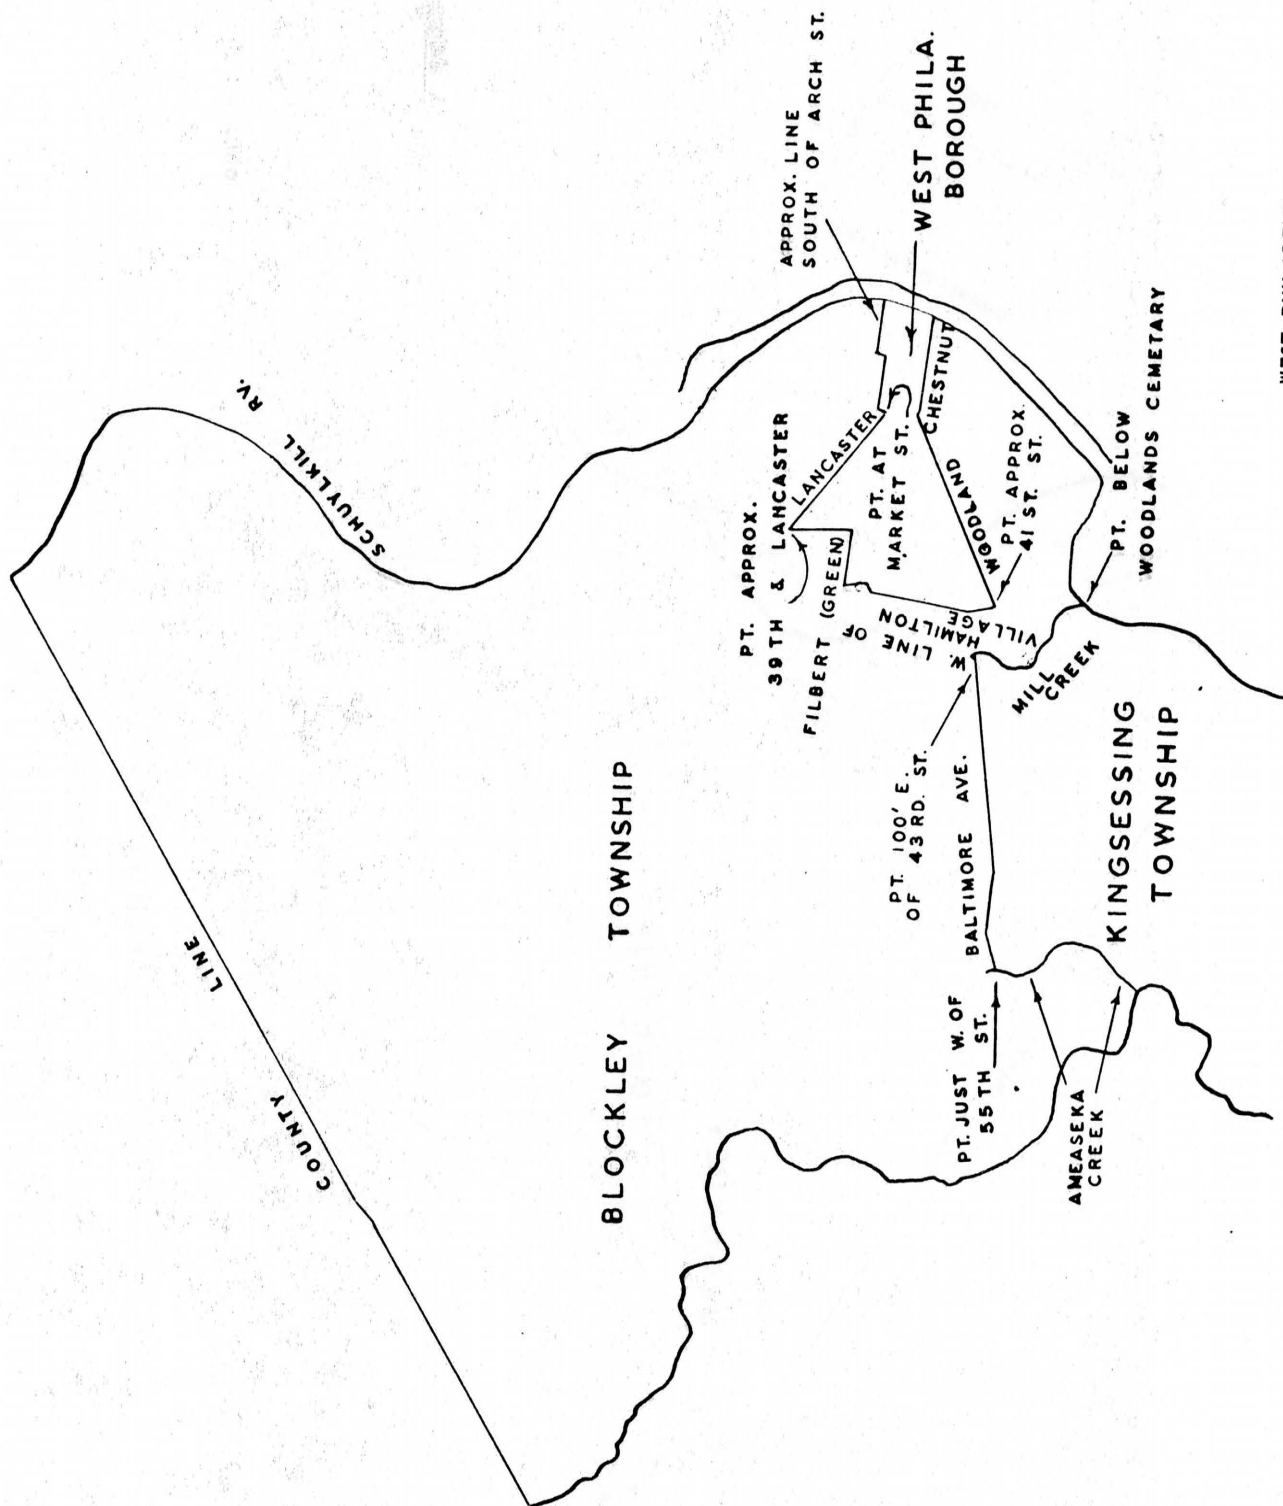 SCHUYLKILL RV.
COUNTY LINE
BLOCKLEY TOWNSHIP
APPROX. LINE
SOUTH OF ARCH ST.
WEST PHILA.
BOROUGH
PT. APPROX.
39TH & LANCASTER
LANCASTER
FILBERT (GREEN)
PT. AT
MARKET ST.
CHESTNUT
WOODLAND
PT. APPROX.
41 ST. ST.
W. LINE OF
HAMILTON
VILLAGE
PT. BELOW
WOODLANDS CEMETARY
MILL
CREEK
PT. 100' E.
OF 43RD. ST.
BALTIMORE AVE.
KINGSESSING
TOWNSHIP
PT. JUST W. OF
55TH ST.
AMEASEKA
CREEK